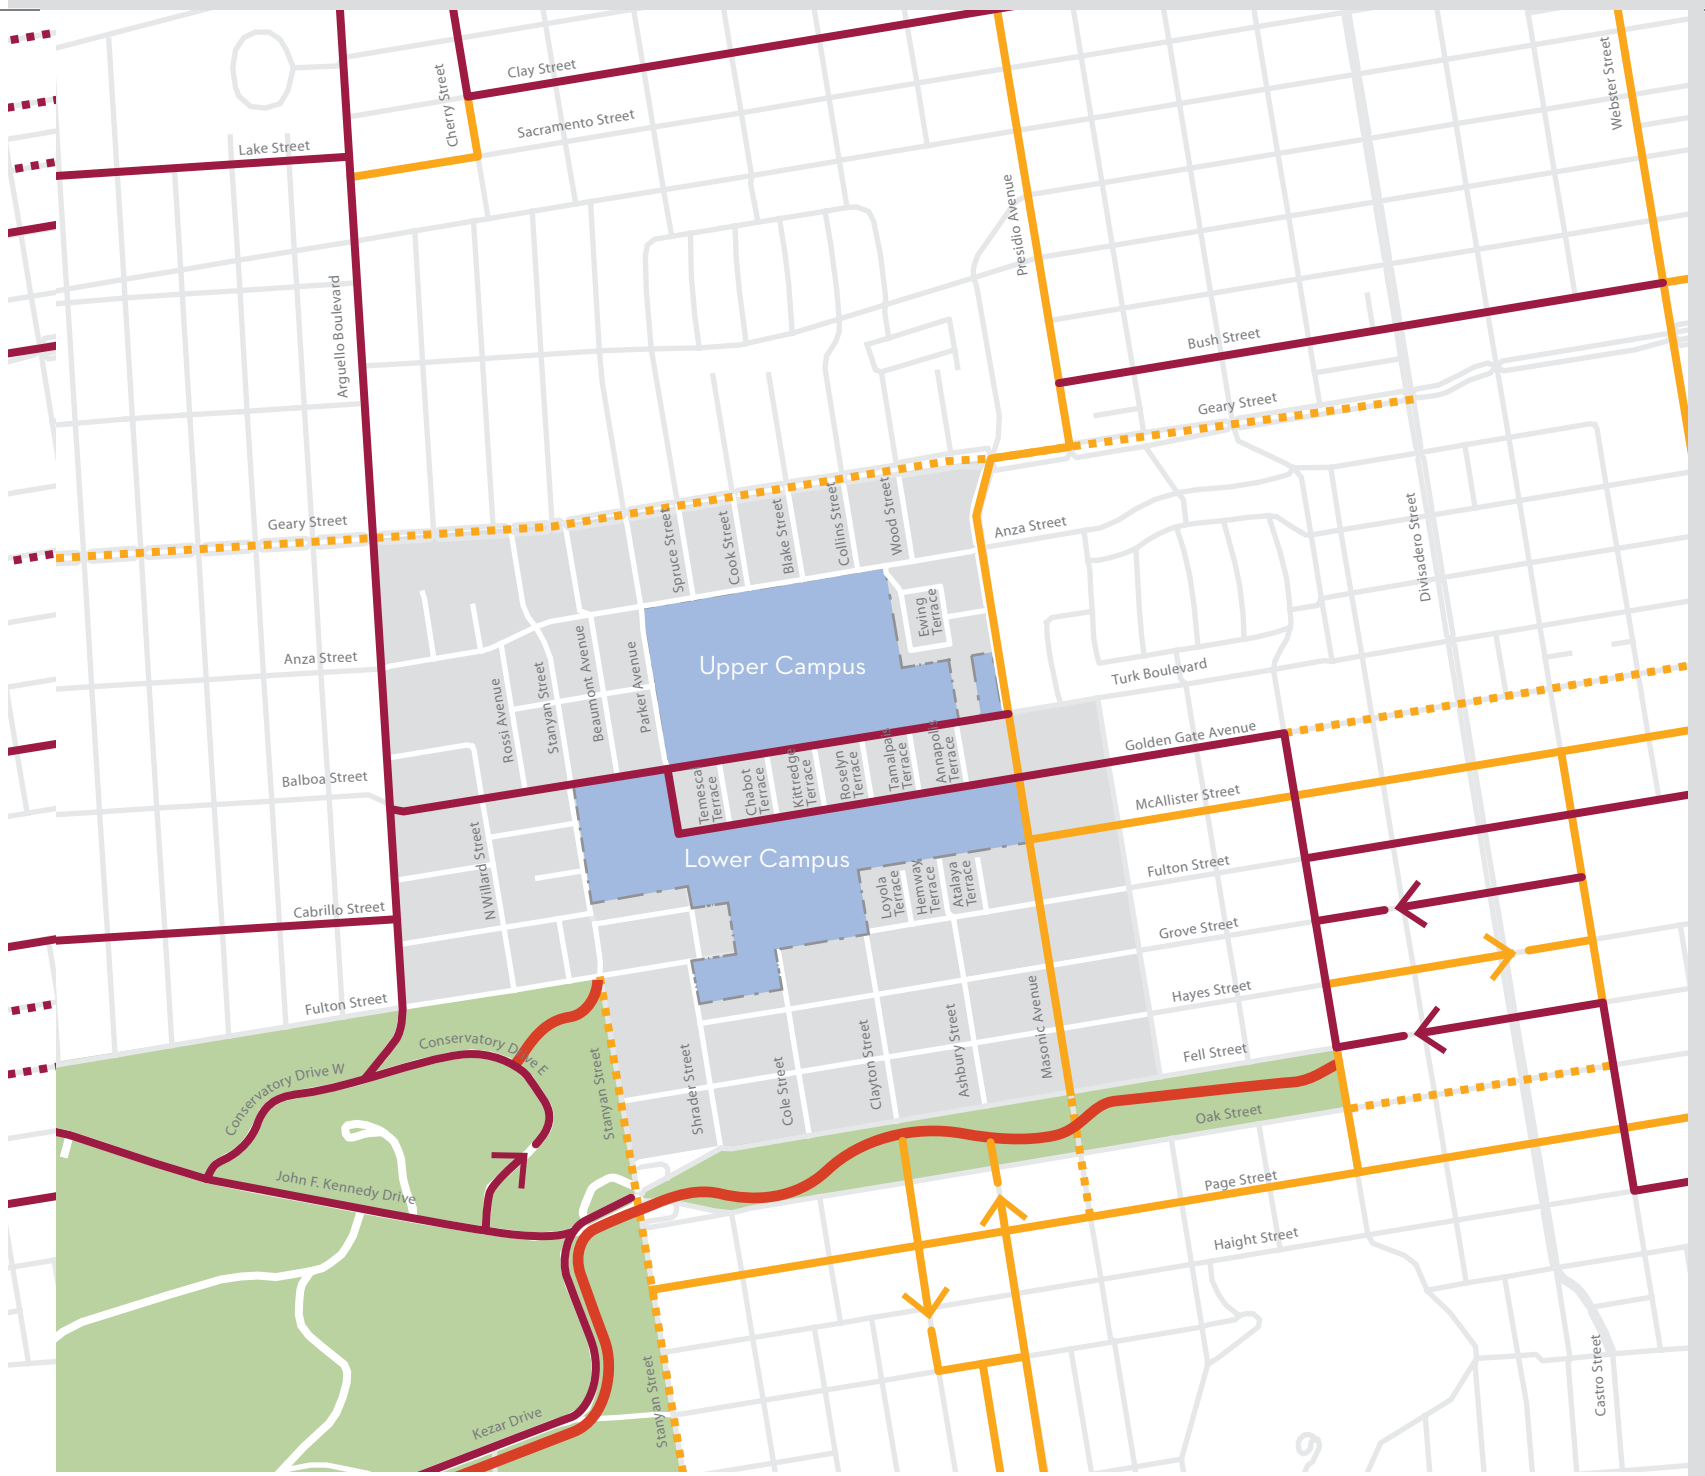 Clay Street
Cherry Street
Sacramento Street
Lake Street
Webster Street
Presidio Avenue
Arguello Boulevard
Bush Street
Geary Street
Geary Street
Spruce Street
Cook Street
Blake Street
Collins Street
Wood Street
Anza Street
Divisadero Street
Ewing
Terrace
Anza Street
Upper Campus
Turk Boulevard
Rossi Avenue
Stanyan Street
Beaumont Avenue
Parker Avenue
Golden Gate Avenue
Balboa Street
Temescal
Terrace
Chabot
Terrace
Kittredge
Terrace
Roselyn
Terrace
Tamalpais
Terrace
Annapolis
Terrace
McAllister Street
Lower Campus
N Willard Street
Fulton Street
Loyola
Terrace
Hemway
Terrace
Atalaya
Terrace
Cabrillo Street
Grove Street
Fulton Street
Hayes Street
Masonic Avenue
Conservatory Drive E
Conservatory Drive W
Stanyan Street
Shrader Street
Cole Street
Clayton Street
Ashbury Street
Fell Street
Oak Street
John F. Kennedy Drive
Page Street
Haight Street
Kezar Drive
Stanyan Street
Castro Street